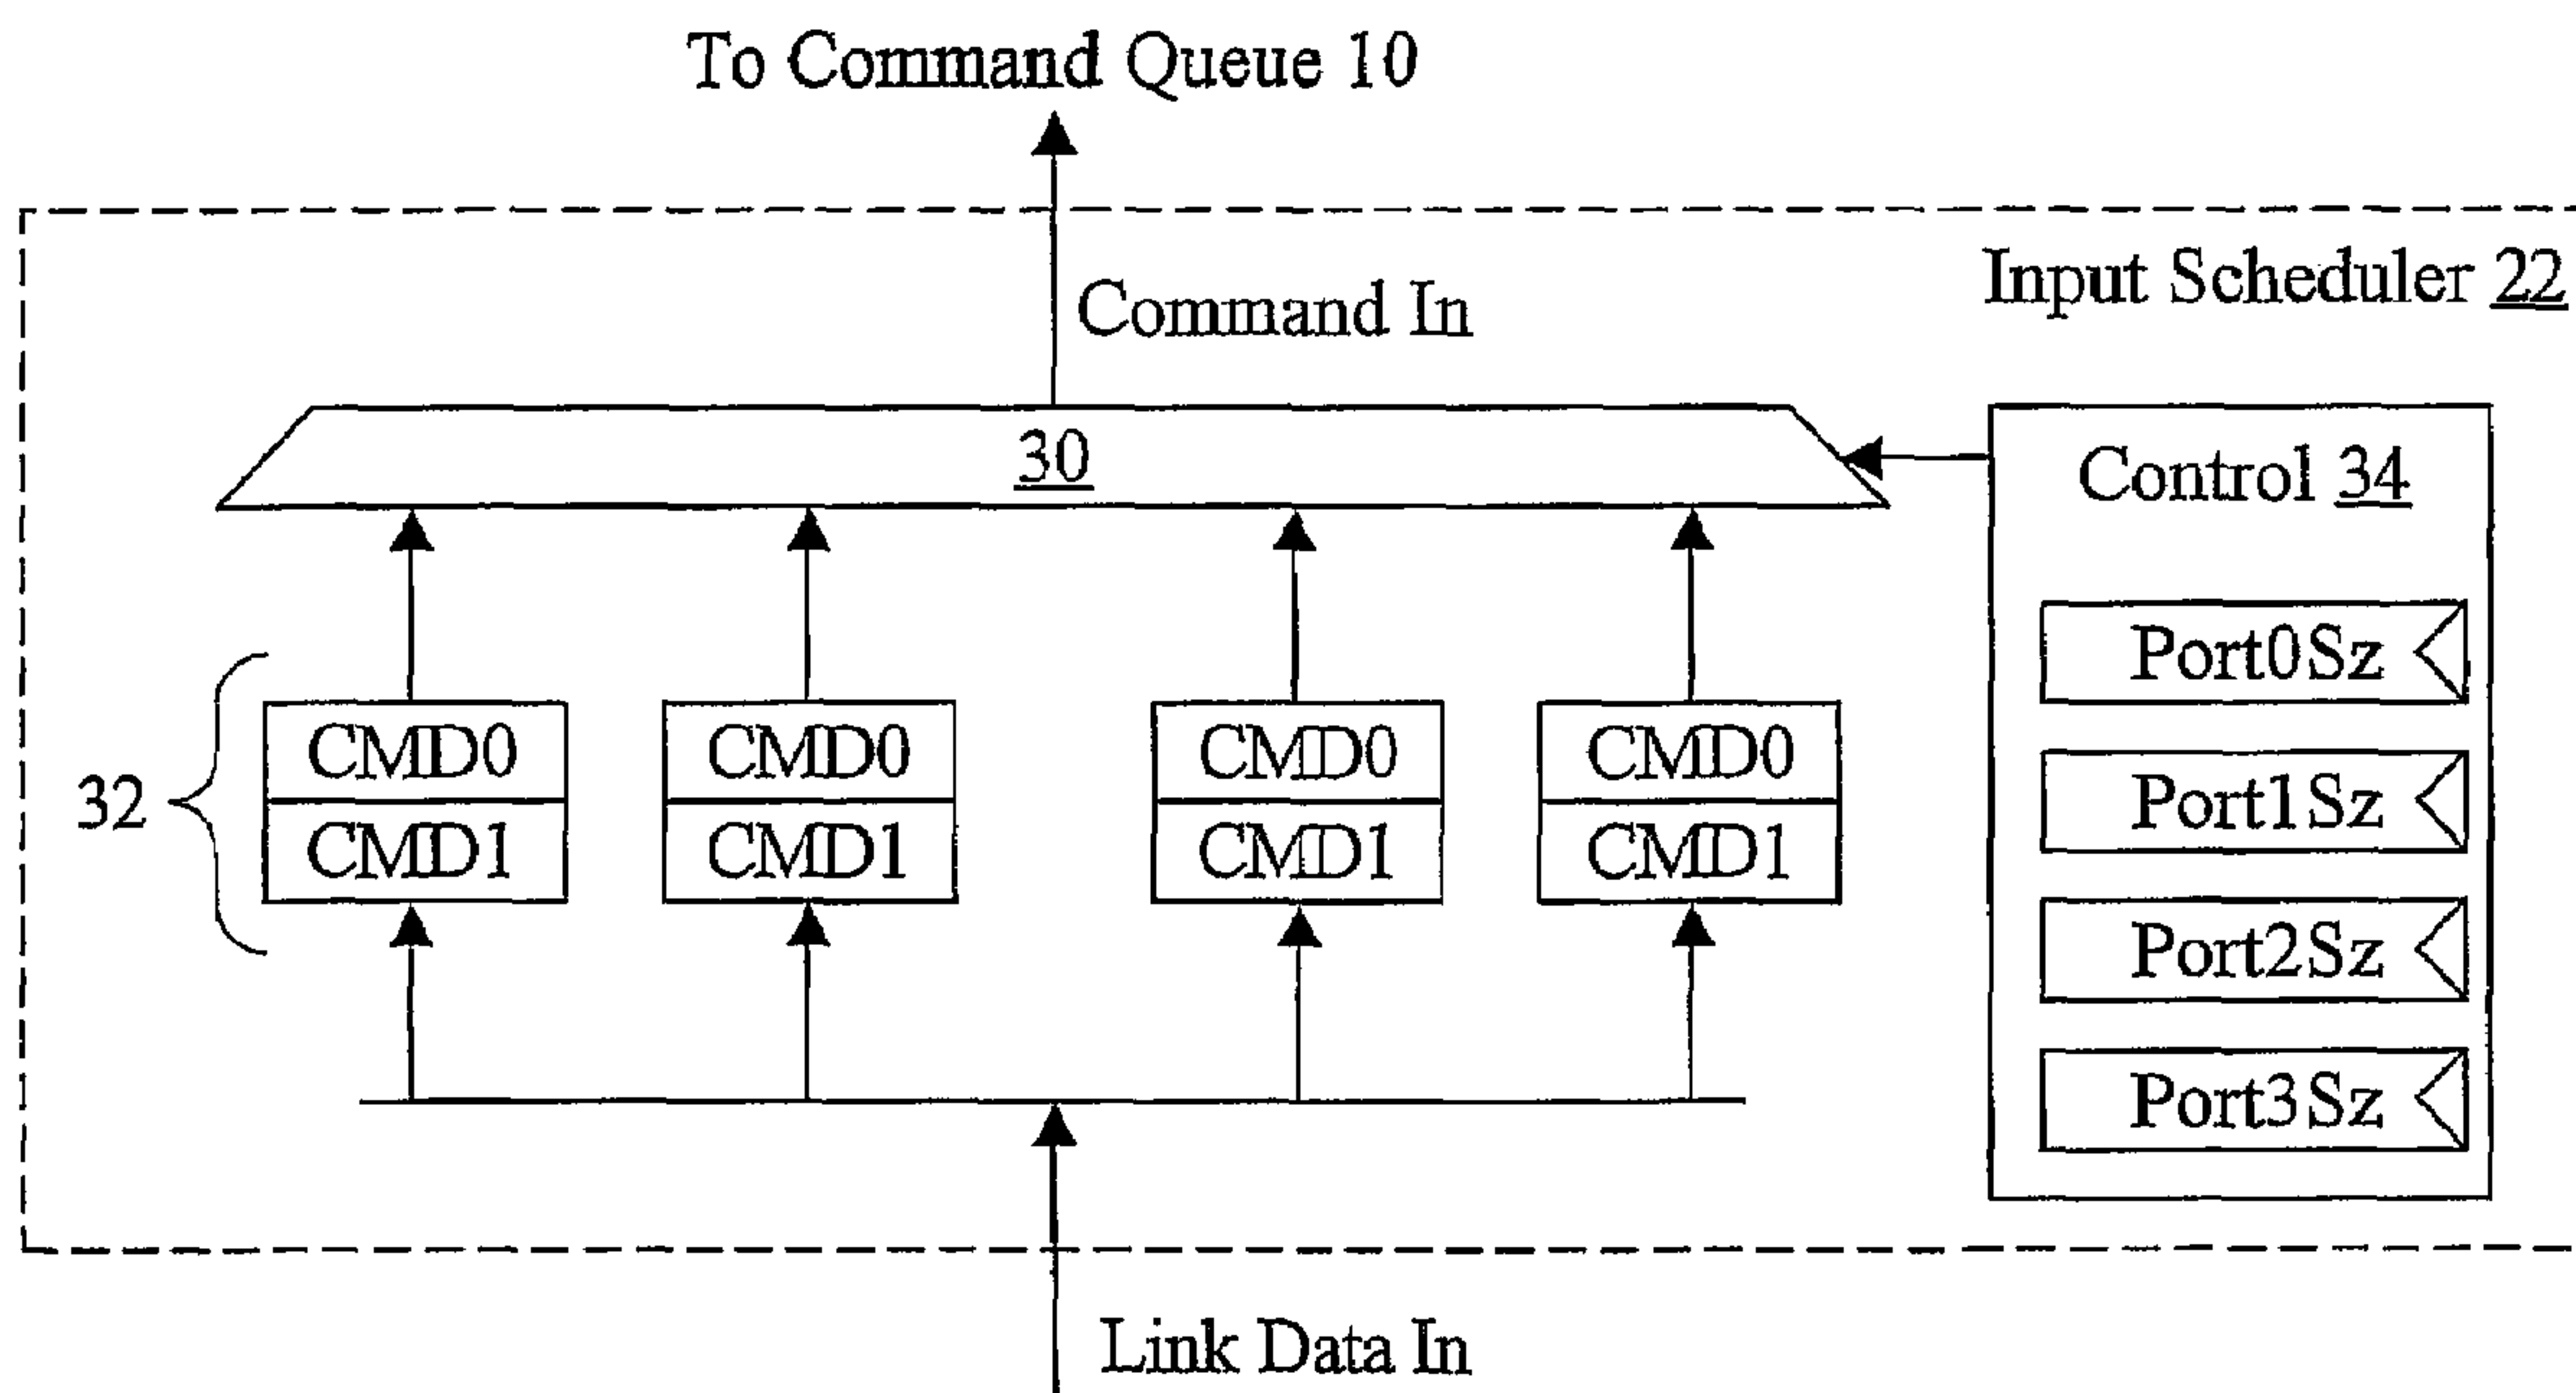 To Command Queue 10
Command In
Input Scheduler 22
30
Control 34
Port0Sz
Port1Sz
Port2Sz
Port3Sz
32
CMD0 CMD0 CMD0 CMD0
CMD1 CMD1 CMD1 CMD1
Link Data In